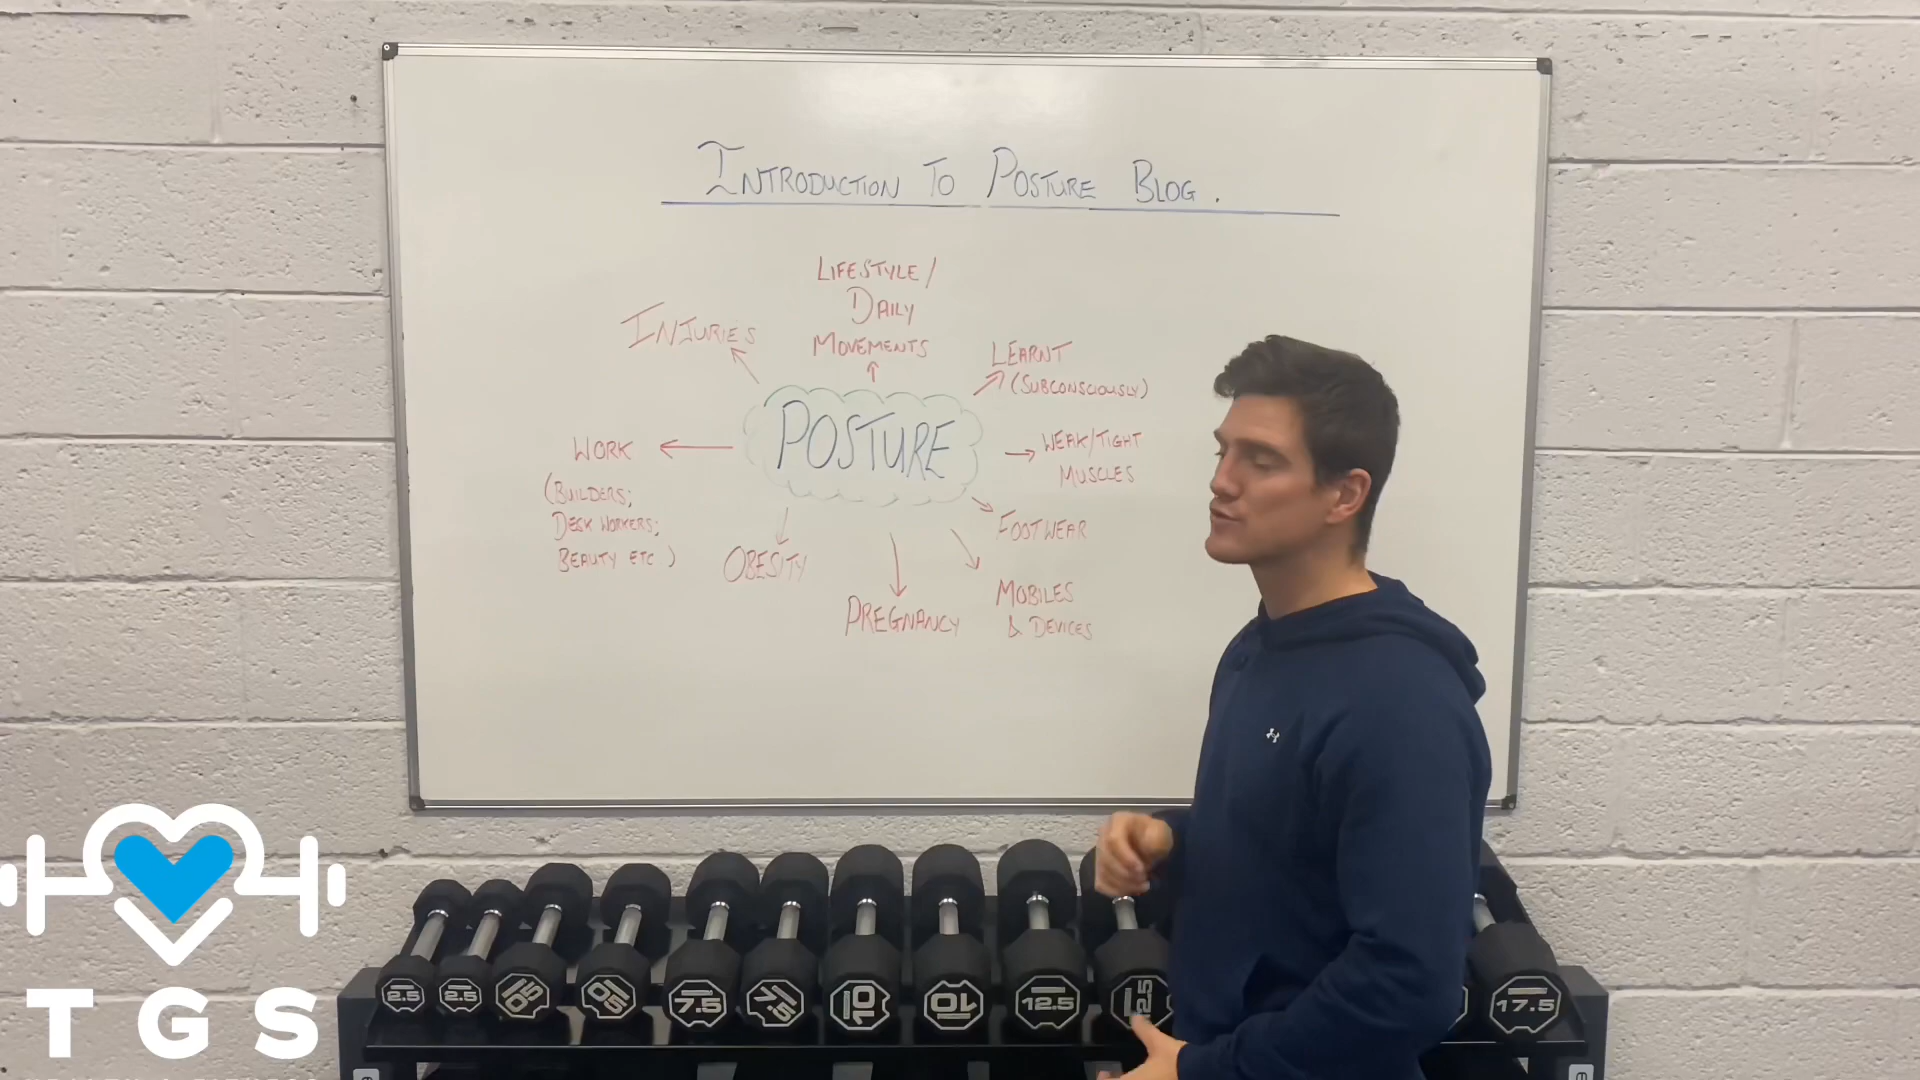 INTRODUCTION TO POSTURE BLOG.
LIFESTYLE/
DAILY
MOVEMENTS
INJURIES
LEARNT
(SUBCONSCIOUSLY)
POSTURE
WORK
(BUILDERS;
DESK WORKERS;
BEAUTY ETC)
WEAK/TIGHT
MUSCLES
FOOTWEAR
OBESITY
MOBILES
& DEVICES
PREGNANCY
TGS
2.5
2.5
05
05
7.5
7.5
10
10
12.5
12.5
17.5